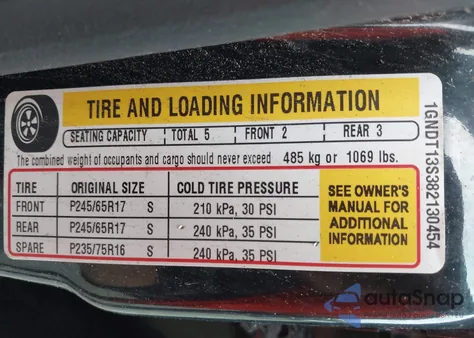 TIRE AND LOADING INFORMATION
SEATING CAPACITY TOTAL 5 FRONT 2 REAR 3
The combined weight of occupants and cargo should never exceed 485 kg or 1069 lbs.
TIRE ORIGINAL SIZE COLD TIRE PRESSURE
FRONT P245/65R17 S 210 kPa, 30 PSI
REAR P245/65R17 S 240 kPa, 35 PSI
SPARE P235/75R16 S 240 kPa, 35 PSI
SEE OWNER'S
MANUAL FOR
ADDITIONAL
INFORMATION
1GNDT13S382130454
autoSnap